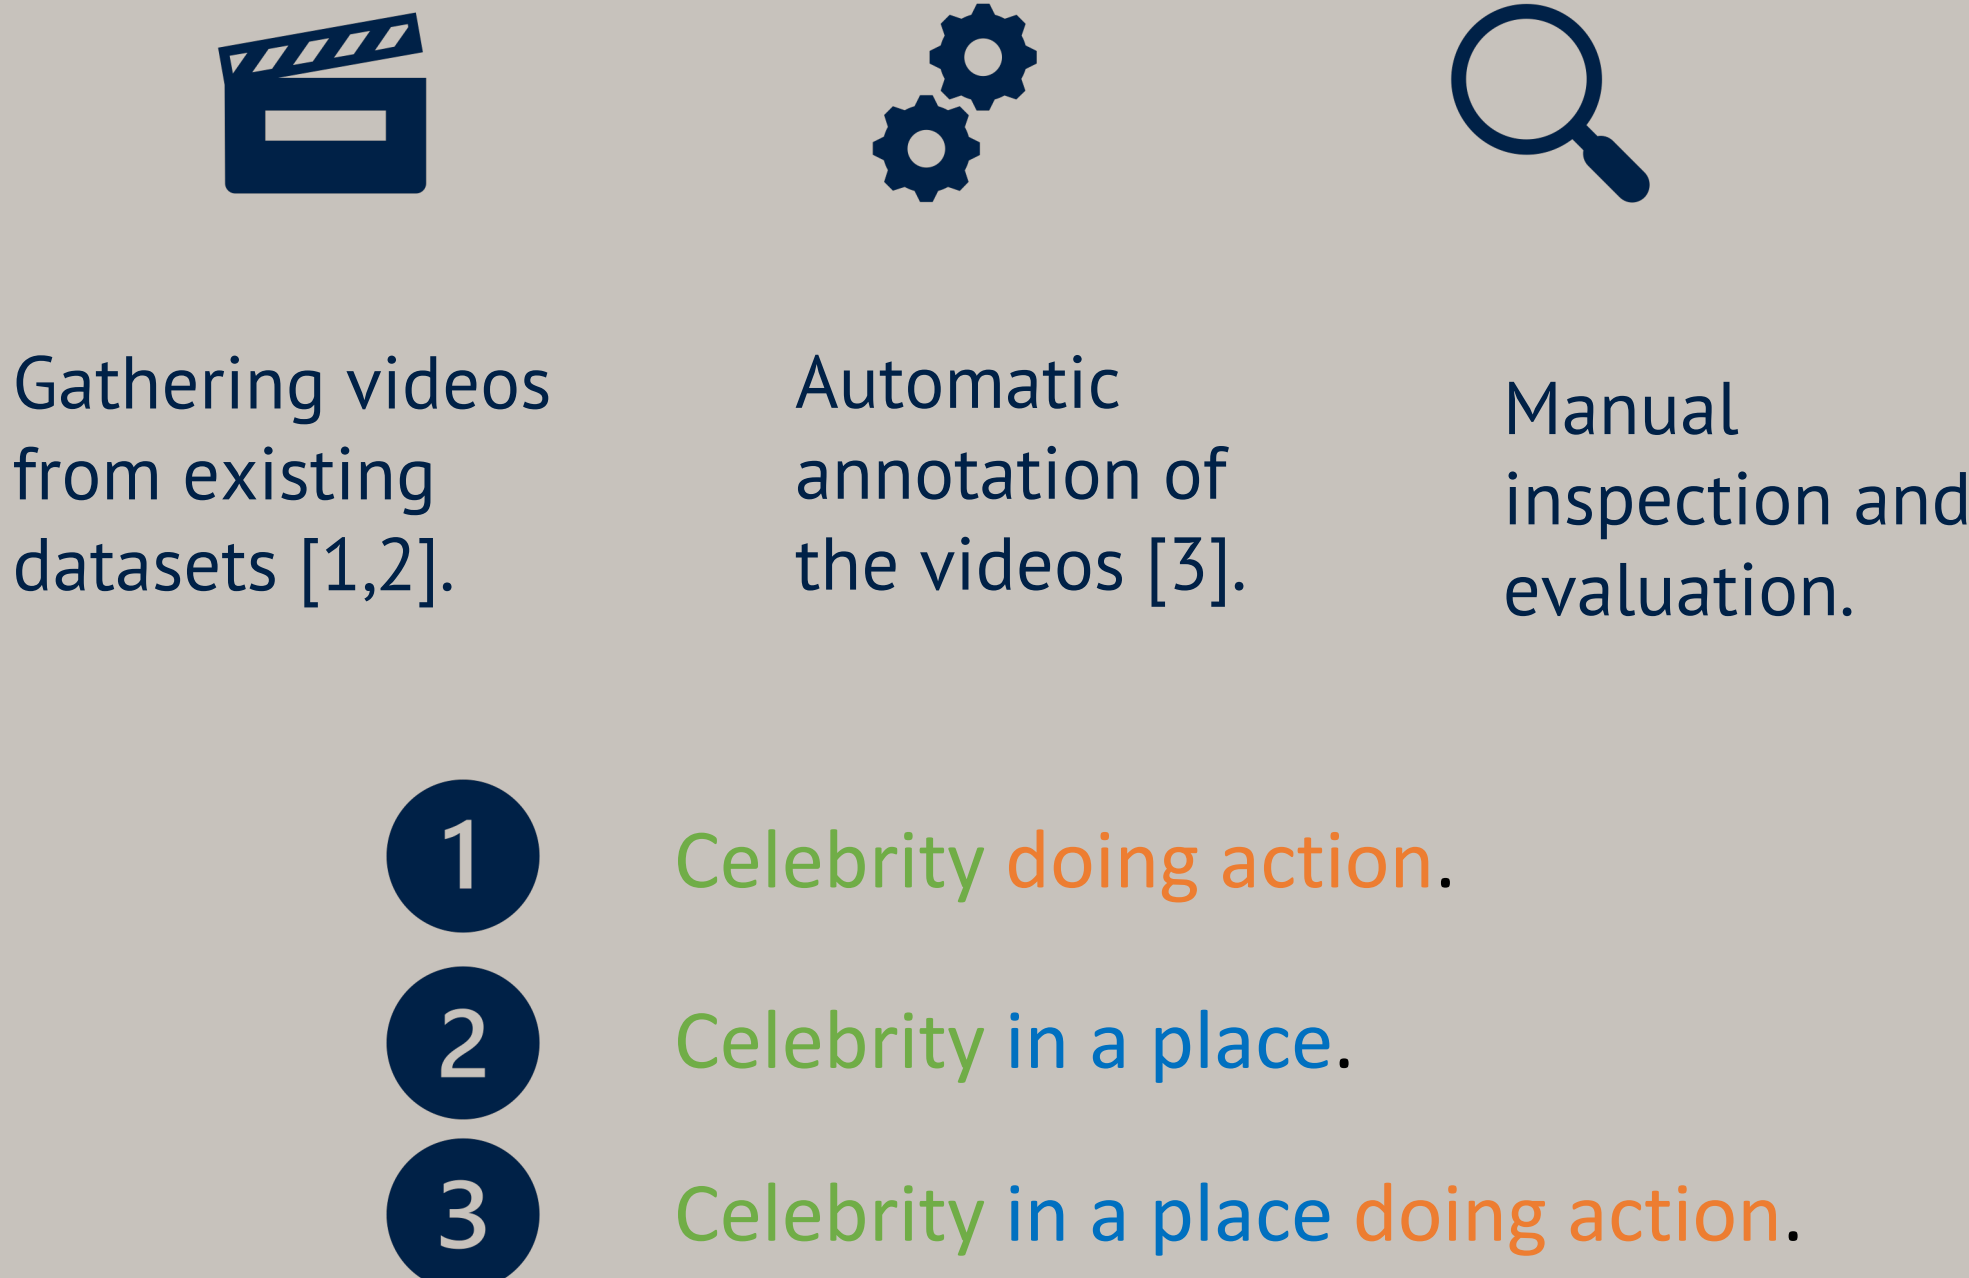 Gathering videos
from existing
datasets [1,2].
Automatic
annotation of
the videos [3].
Manual
inspection and
evaluation.
1 Celebrity doing action.
2 Celebrity in a place.
3 Celebrity in a place doing action.